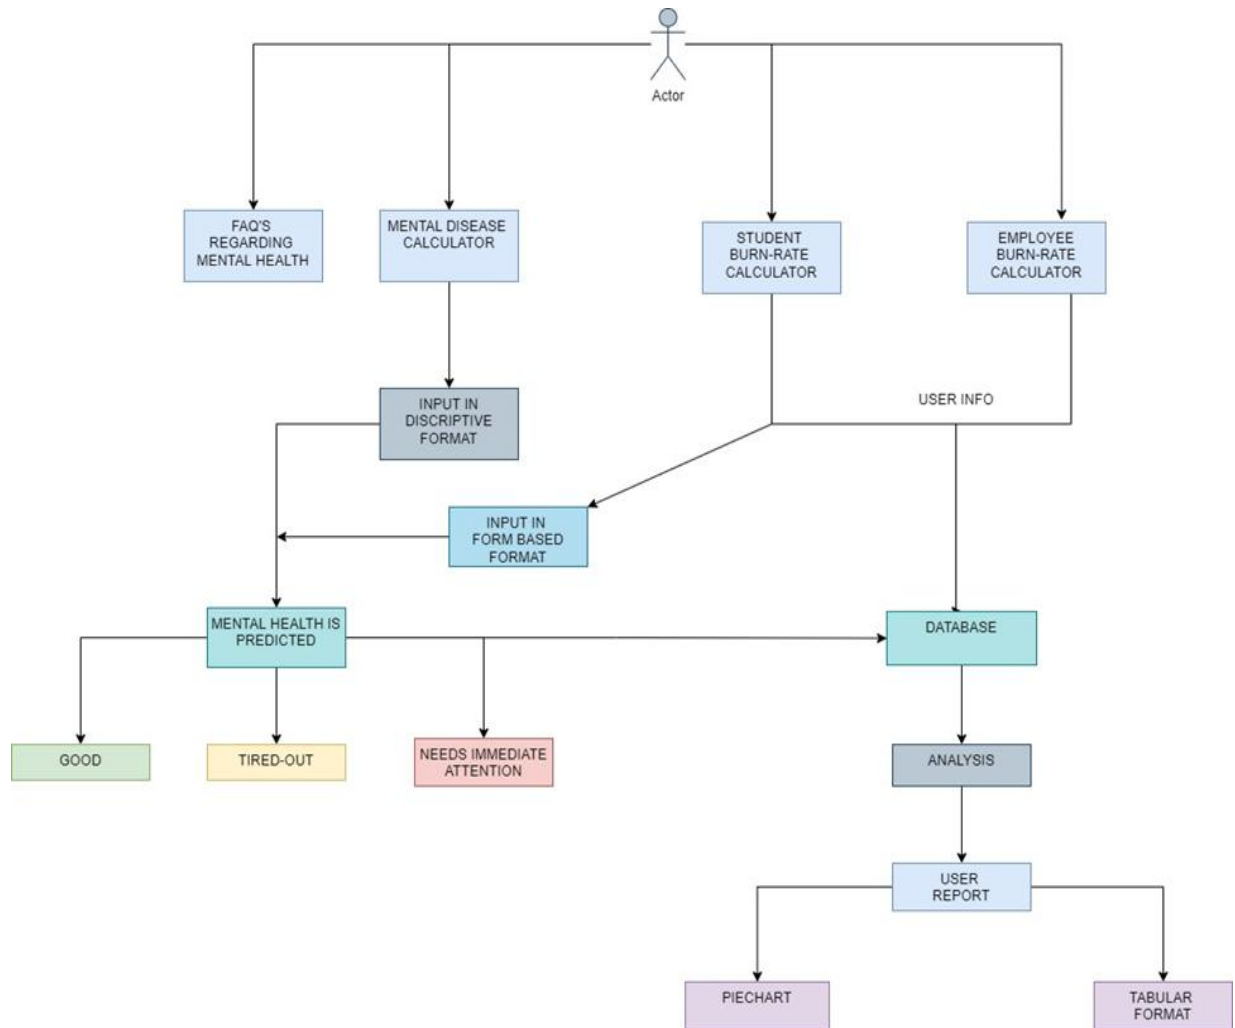 Actor
FAQ'S
REGARDING
MENTAL HEALTH
MENTAL DISEASE
CALCULATOR
STUDENT
BURN-RATE
CALCULATOR
EMPLOYEE
BURN-RATE
CALCULATOR
INPUT IN
DISCRIPTIVE
FORMAT
USER INFO
INPUT IN
FORM BASED
FORMAT
MENTAL HEALTH IS
PREDICTED
DATABASE
GOOD
TIRED-OUT
NEEDS IMMEDIATE
ATTENTION
ANALYSIS
USER
REPORT
PIECHART
TABULAR
FORMAT